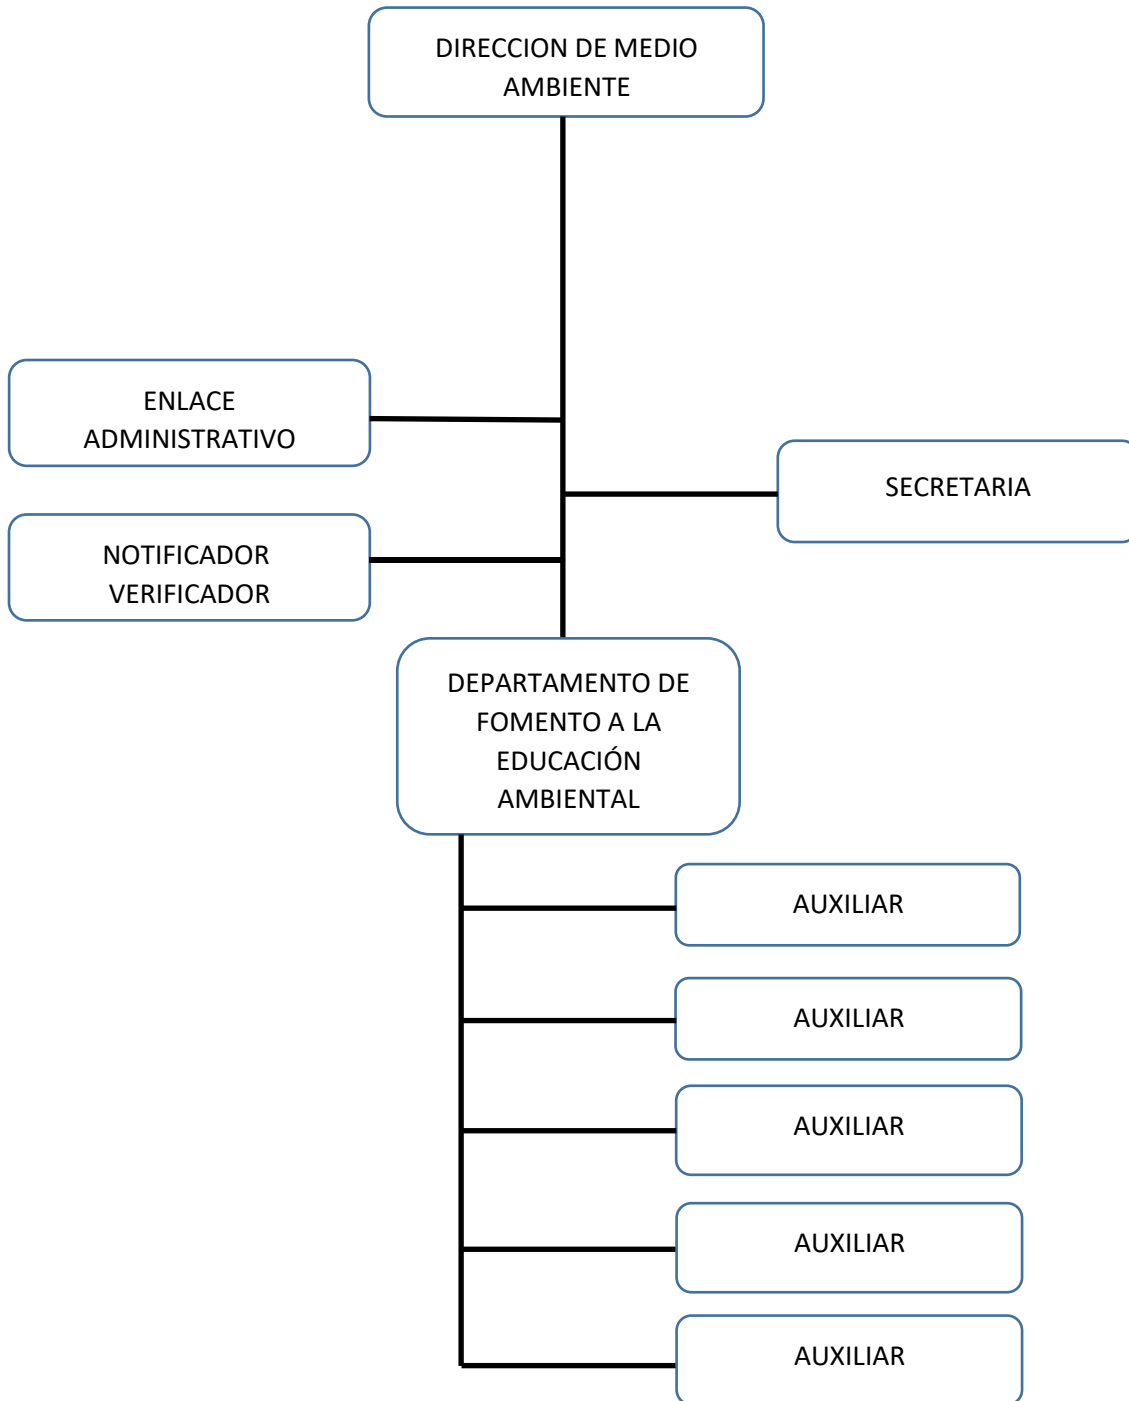 DIRECCION DE MEDIO
AMBIENTE
ENLACE
ADMINISTRATIVO
SECRETARIA
NOTIFICADOR
VERIFICADOR
DEPARTAMENTO DE
FOMENTO A LA
EDUCACIÓN
AMBIENTAL
AUXILIAR
AUXILIAR
AUXILIAR
AUXILIAR
AUXILIAR